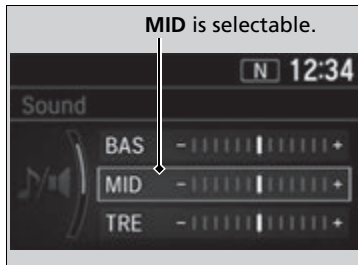 MID is selectable.
N 12:34
Sound
BAS - +
MID - +
TRE - +